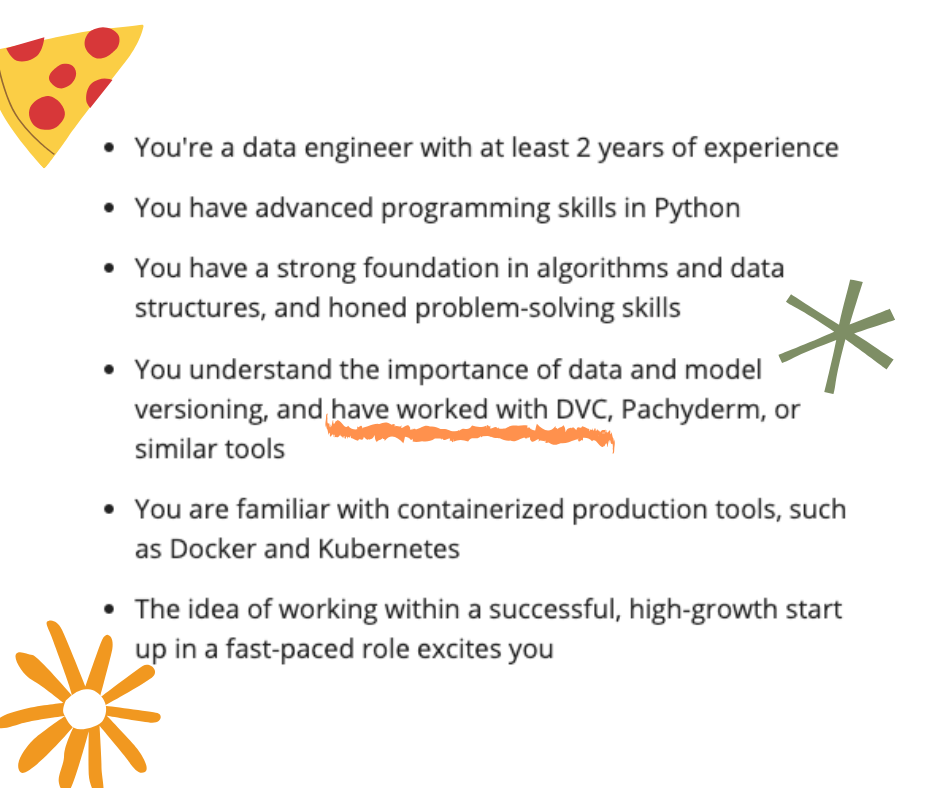 • You're a data engineer with at least 2 years of experience
• You have advanced programming skills in Python
• You have a strong foundation in algorithms and data
structures, and honed problem-solving skills
• You understand the importance of data and model
versioning, and have worked with DVC, Pachyderm, or
similar tools
• You are familiar with containerized production tools, such
as Docker and Kubernetes
• The idea of working within a successful, high-growth start
up in a fast-paced role excites you